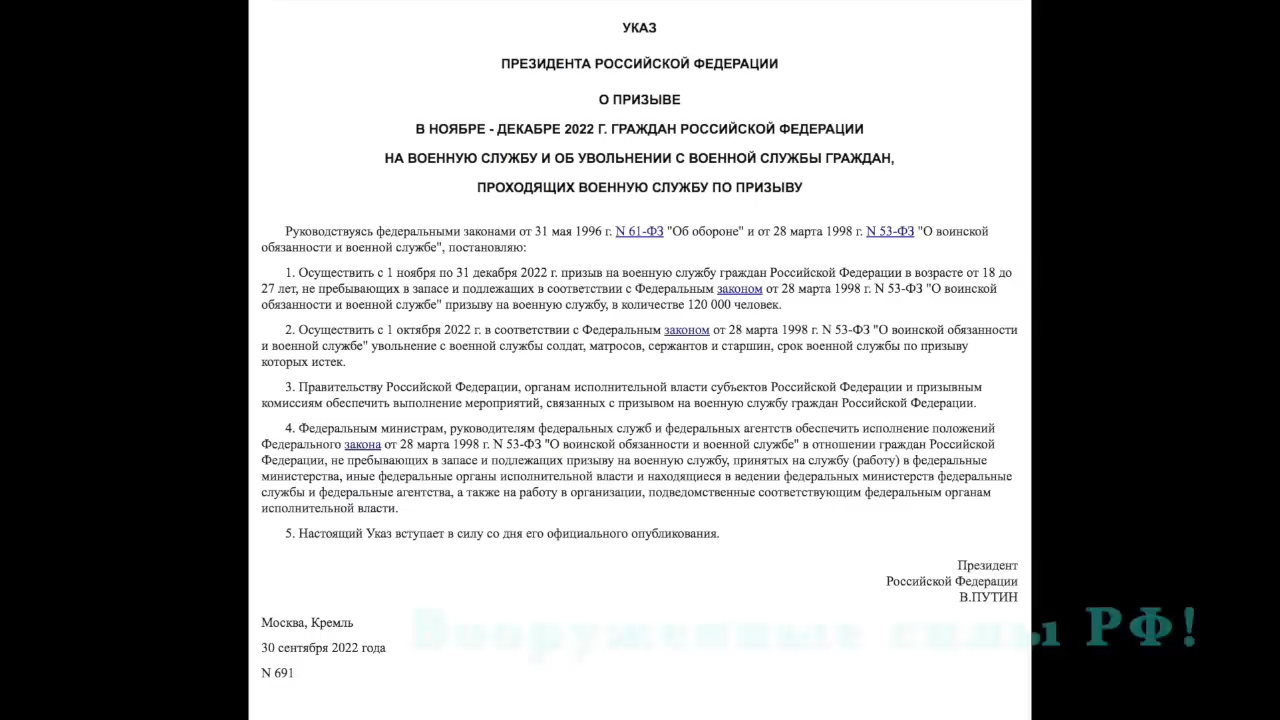 УКАЗ
ПРЕЗИДЕНТА РОССИЙСКОЙ ФЕДЕРАЦИИ
О ПРИЗЫВЕ
В НОЯБРЕ - ДЕКАБРЕ 2022 Г. ГРАЖДАН РОССИЙСКОЙ ФЕДЕРАЦИИ
НА ВОЕННУЮ СЛУЖБУ И ОБ УВОЛЬНЕНИИ С ВОЕННОЙ СЛУЖБЫ ГРАЖДАН,
ПРОХОДЯЩИХ ВОЕННУЮ СЛУЖБУ ПО ПРИЗЫВУ
Руководствуясь федеральными законами от 31 мая 1996 г. N 61-ФЗ "Об обороне" и от 28 марта 1998 г. N 53-ФЗ "О воинской
обязанности и военной службе", постановляю:
1. Осуществить с 1 ноября по 31 декабря 2022 г. призыв на военную службу граждан Российской Федерации в возрасте от 18 до
27 лет, не пребывающих в запасе и подлежащих в соответствии с Федеральным законом от 28 марта 1998 г. N 53-ФЗ "О воинской
обязанности и военной службе" призыву на военную службу, в количестве 120 000 человек.
2. Осуществить с 1 октября 2022 г. в соответствии с Федеральным законом от 28 марта 1998 г. N 53-ФЗ "О воинской обязанности
и военной службе" увольнение с военной службы солдат, матросов, сержантов и старшин, срок военной службы по призыву
которых истек.
3. Правительству Российской Федерации, органам исполнительной власти субъектов Российской Федерации и призывным
комиссиям обеспечить выполнение мероприятий, связанных с призывом на военную службу граждан Российской Федерации.
4. Федеральным министрам, руководителям федеральных служб и федеральных агентств обеспечить исполнение положений
Федерального закона от 28 марта 1998 г. N 53-ФЗ "О воинской обязанности и военной службе" в отношении граждан Российской
Федерации, не пребывающих в запасе и подлежащих призыву на военную службу, принятых на службу (работу) в федеральные
министерства, иные федеральные органы исполнительной власти и находящиеся в ведении федеральных министерств федеральные
службы и федеральные агентства, а также на работу в организации, подведомственные соответствующим федеральным органам
исполнительной власти.
5. Настоящий Указ вступает в силу со дня его официального опубликования.
Президент
Российской Федерации
В.ПУТИН
Москва, Кремль
Вооруженные силы РФ!
30 сентября 2022 года
N 691